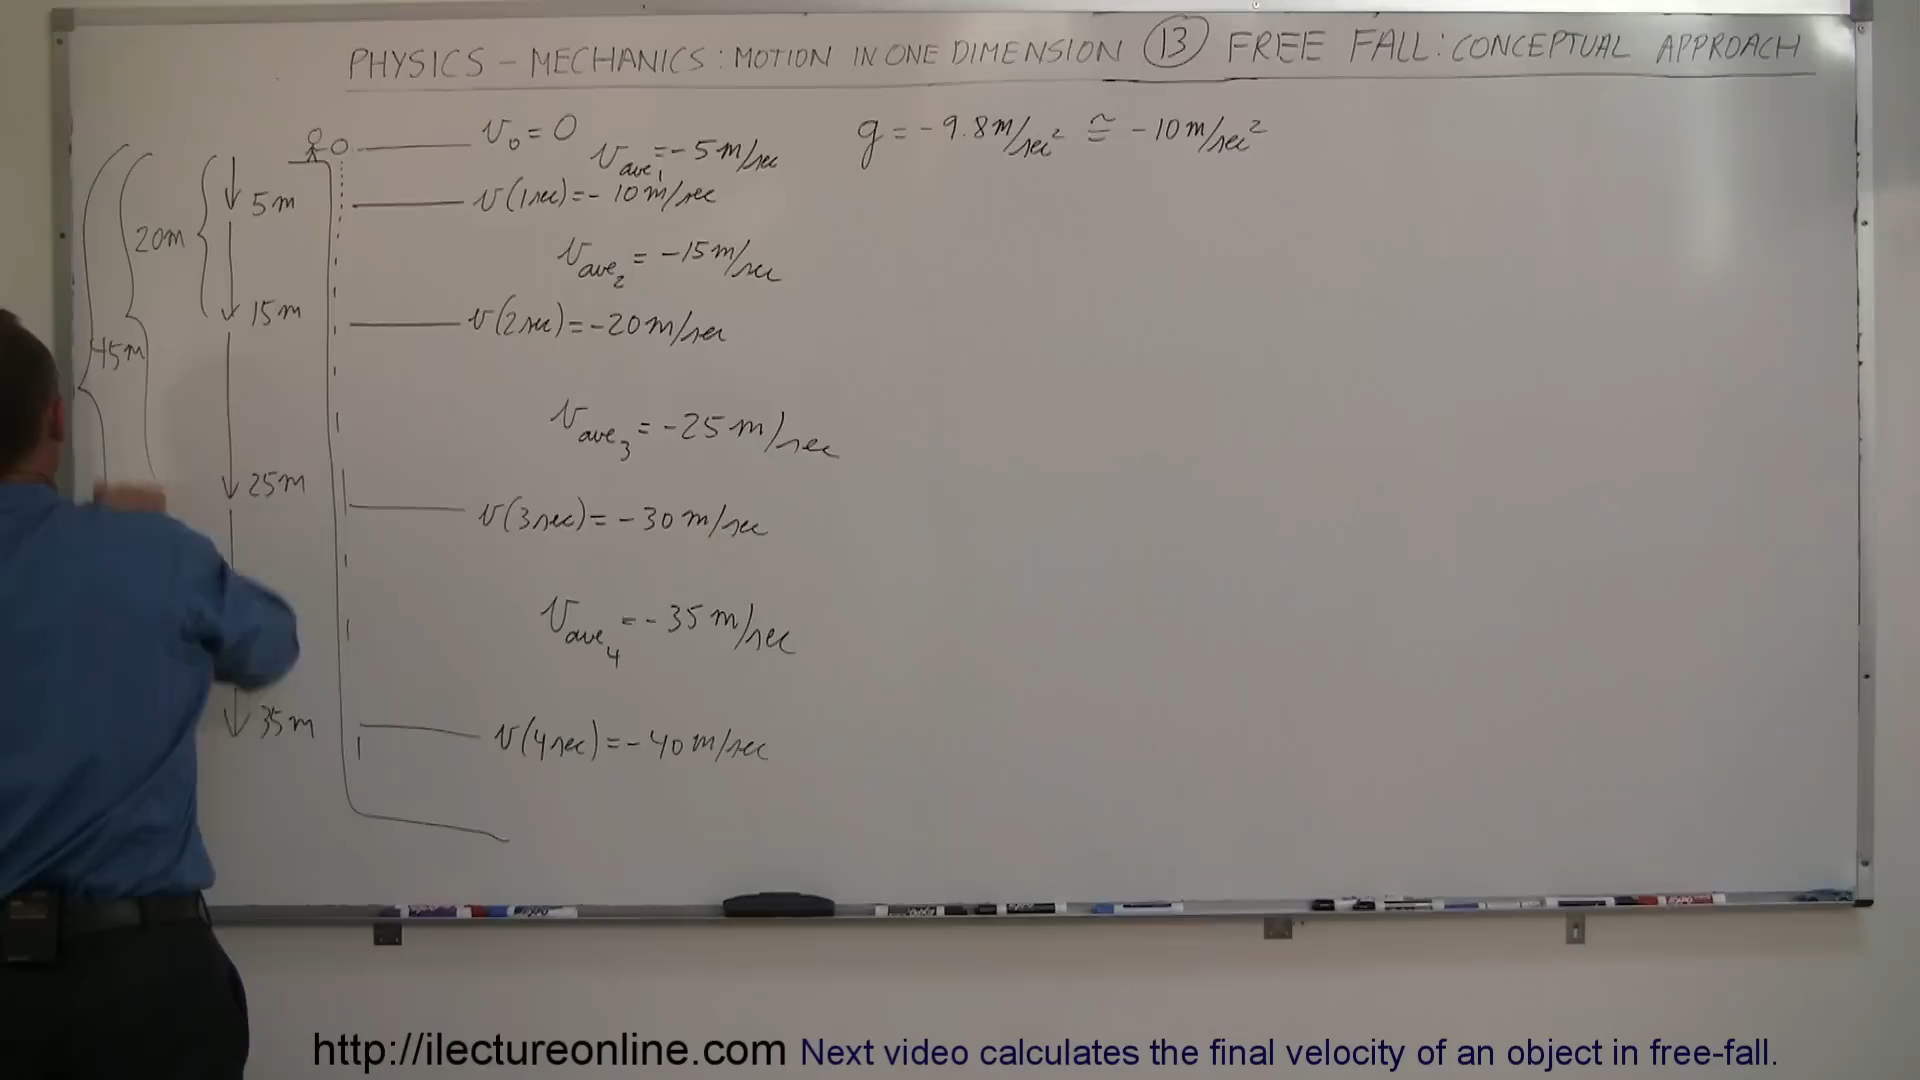 PHYSICS - MECHANICS: MOTION IN ONE DIMENSION 13 FREE FALL: CONCEPTUAL APPROACH
v₀ = 0
v_ave₁ = -5 m/sec
g = -9.8 m/sec² ≅ -10 m/sec²
5m
v(1sec) = -10 m/sec
20m
v_ave₂ = -15 m/sec
15m
v(2sec) = -20 m/sec
45m
v_ave₃ = -25 m/sec
25m
v(3sec) = -30 m/sec
v_ave₄ = -35 m/sec
35m
v(4sec) = -40 m/sec
http://ilectureonline.com Next video calculates the final velocity of an object in free-fall.